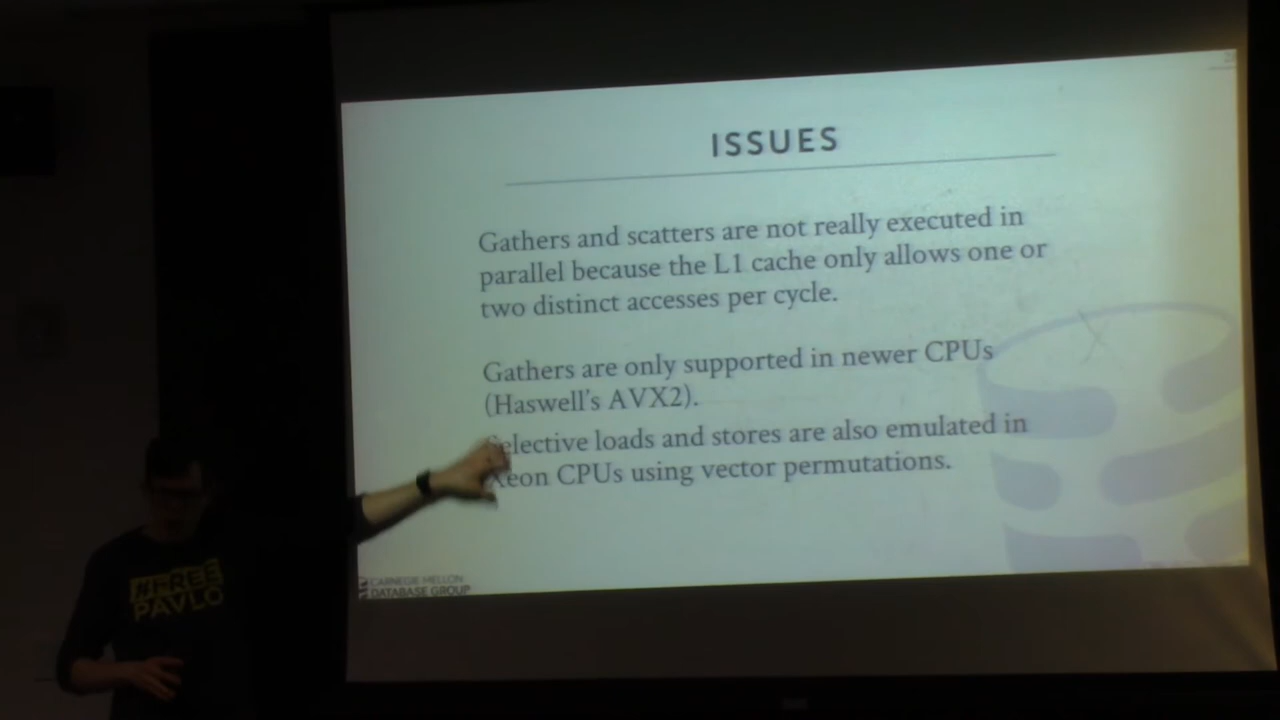 ISSUES
Gathers and scatters are not really executed in
parallel because the L1 cache only allows one or
two distinct accesses per cycle.
Gathers are only supported in newer CPUs
(Haswell's AVX2).
Selective loads and stores are also emulated in
Xeon CPUs using vector permutations.
CARNEGIE MELLON
DATABASE GROUP
#FREE
PAVLO